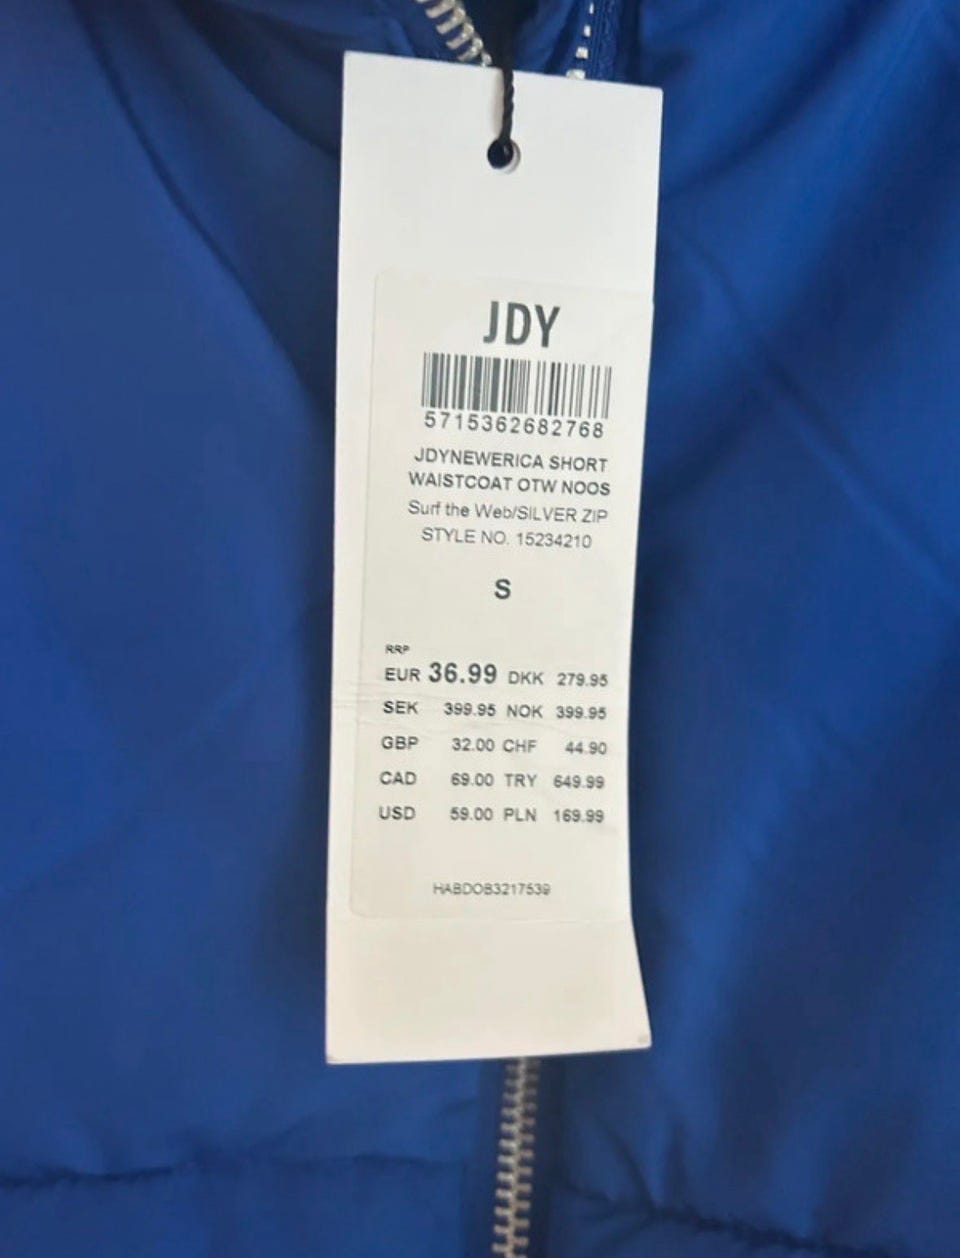 JDY
5715362682768
JDYNEWERICA SHORT
WAISTCOAT OTW NOOS
Surf the Web/SILVER ZIP
STYLE NO. 15234210
S
RRP
EUR 36.99 DKK 279.95
SEK 399.95 NOK 399.95
GBP 32.00 CHF 44.90
CAD 69.00 TRY 649.99
USD 59.00 PLN 169.99
HABDOB3217539